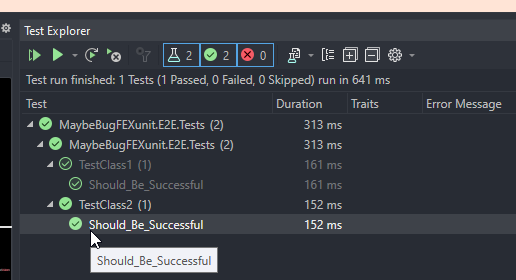 Test Explorer
2 2 0
Test run finished: 1 Tests (1 Passed, 0 Failed, 0 Skipped) run in 641 ms
Test Duration Traits Error Message
MaybeBugFEXunit.E2E.Tests (2) 313 ms
MaybeBugFEXunit.E2E.Tests (2) 313 ms
TestClass1 (1) 161 ms
Should_Be_Successful 161 ms
TestClass2 (1) 152 ms
Should_Be_Successful 152 ms
Should_Be_Successful